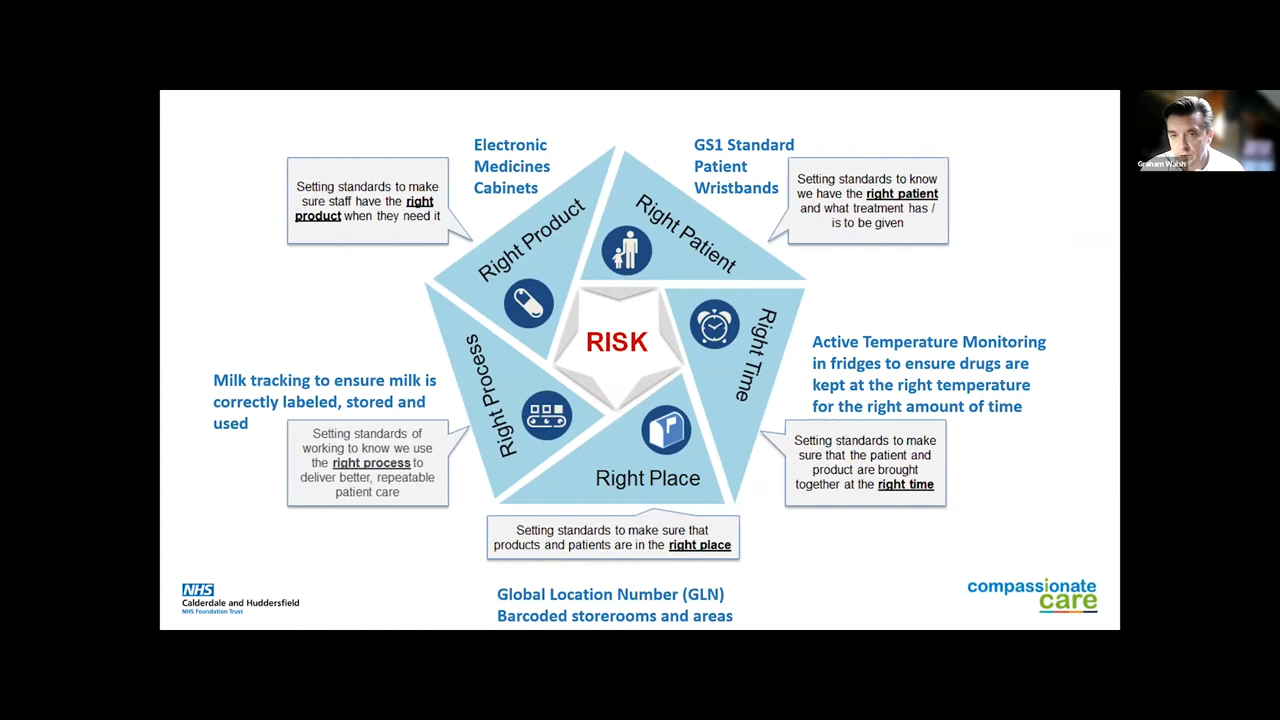 Electronic
Medicines
Cabinets
GS1 Standard
Patient
Wristbands
Setting standards to make
sure staff have the right
product when they need it
Setting standards to know
we have the right patient
and what treatment has /
is to be given
Right Product
Right Patient
Right Time
Right Place
Right Process
RISK
Active Temperature Monitoring
in fridges to ensure drugs are
kept at the right temperature
for the right amount of time
Milk tracking to ensure milk is
correctly labeled, stored and
used
Setting standards of
working to know we use
the right process to
deliver better, repeatable
patient care
Setting standards to make
sure that the patient and
product are brought
together at the right time
Setting standards to make sure that
products and patients are in the right place
Global Location Number (GLN)
Barcoded storerooms and areas
NHS
Calderdale and Huddersfield
NHS Foundation Trust
compassionate
care
Graham Walsh